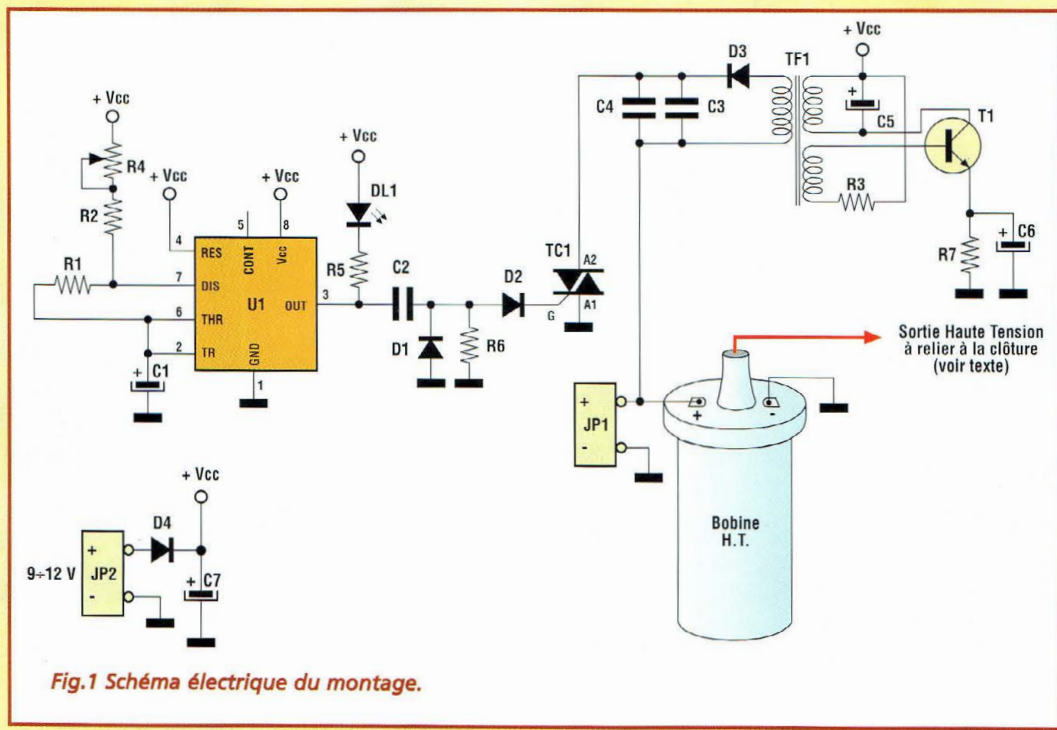 + Vcc
D3
TF1
C4
C3
+
C5
T1
R3
R7
+
C6
+ Vcc
R4
R2
+ Vcc
+ Vcc
+ Vcc
DL1
R5
R1
4
RES
5
CONT
8
Vcc
7
DIS
6
THR
2
TR
U1
OUT
3
GND
1
+
C1
C2
D1
R6
D2
TC1
A2
A1
G
Sortie Haute Tension
à relier à la clôture
(voir texte)
+
JP1
-
+
-
Bobine
H.T.
+ Vcc
D4
9÷12 V
+
JP2
-
+
C7
Fig.1 Schéma électrique du montage.